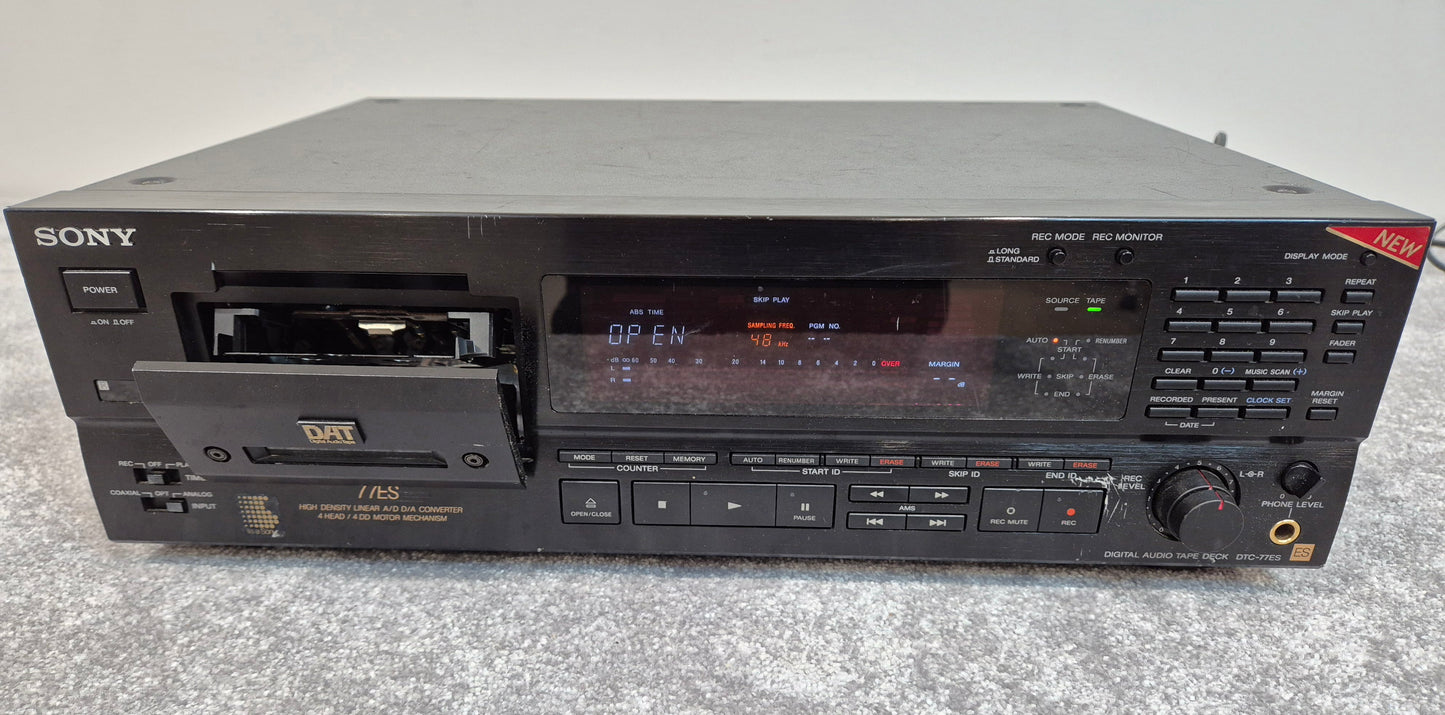 SONY
POWER
ON OFF
DAT
Digital Audio Tape
REC OFF
COAXIAL OPT ANALOG
INPUT
77ES
HIGH DENSITY LINEAR A/D D/A CONVERTER
4 HEAD / 4 DD MOTOR MECHANISM
SKIP PLAY
ABS TIME
OPEN
SAMPLING FREQ.
48 kHz
PGM NO.
-- --
-dB ∞ 60 50 40 30 20 14 10 8 6 4 2 0 OVER
L
R
MARGIN
-- dB
REC MODE REC MONITOR
LONG
STANDARD
SOURCE TAPE
AUTO START RENUMBER
WRITE SKIP ERASE
END
NEW
DISPLAY MODE
1 2 3 REPEAT
4 5 6 SKIP PLAY
7 8 9 FADER
CLEAR 0 (−) MUSIC SCAN (+)
RECORDED PRESENT CLOCK SET
DATE
MARGIN
RESET
MODE RESET MEMORY
COUNTER
AUTO RENUMBER WRITE ERASE
START ID
WRITE ERASE
SKIP ID
WRITE ERASE
END ID
OPEN/CLOSE
PAUSE
AMS
REC MUTE
REC
REC
LEVEL
L-O-R
0 10
PHONE LEVEL
DIGITAL AUDIO TAPE DECK DTC-77ES
ES